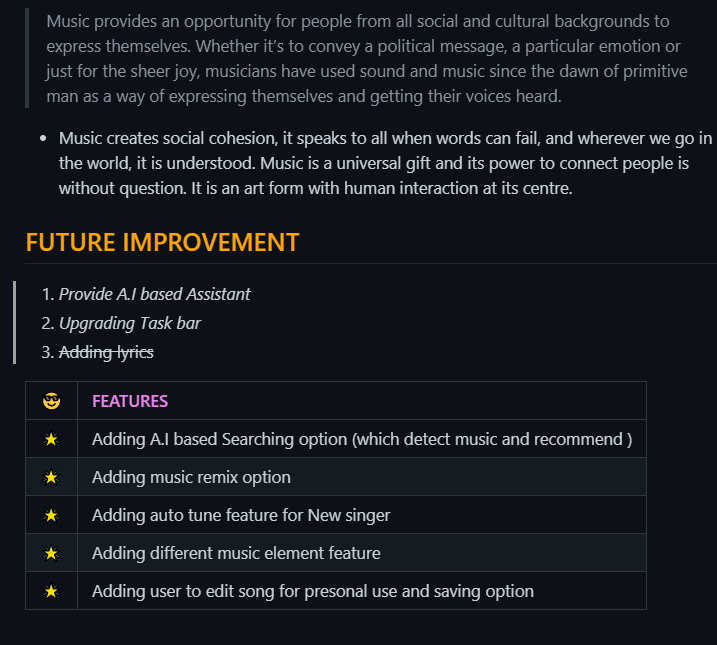 Music provides an opportunity for people from all social and cultural backgrounds to
express themselves. Whether it's to convey a political message, a particular emotion or
just for the sheer joy, musicians have used sound and music since the dawn of primitive
man as a way of expressing themselves and getting their voices heard.
• Music creates social cohesion, it speaks to all when words can fail, and wherever we go in
the world, it is understood. Music is a universal gift and its power to connect people is
without question. It is an art form with human interaction at its centre.
FUTURE IMPROVEMENT
1. Provide A.I based Assistant
2. Upgrading Task bar
3. Adding lyrics
😎 FEATURES
🌟 Adding A.I based Searching option (which detect music and recommend )
🌟 Adding music remix option
🌟 Adding auto tune feature for New singer
🌟 Adding different music element feature
🌟 Adding user to edit song for presonal use and saving option